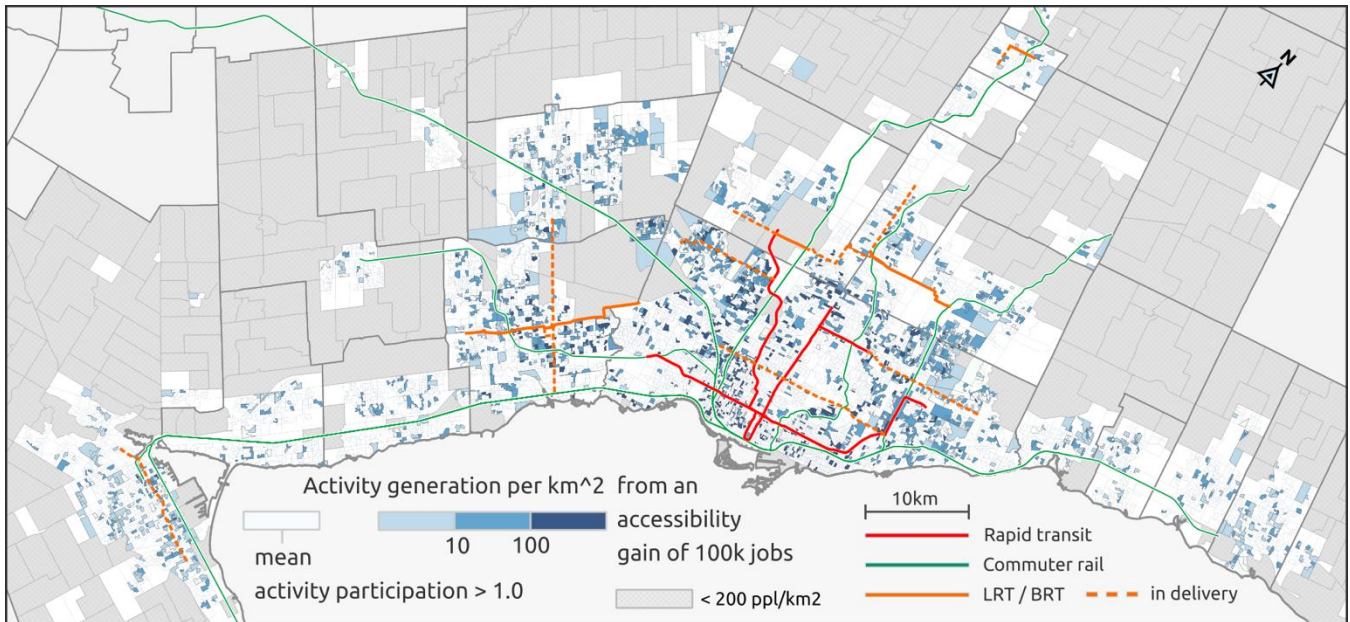 N
Activity generation per km^2 from an
accessibility
gain of 100k jobs
mean
10 100
activity participation > 1.0
< 200 ppl/km2
10km
Rapid transit
Commuter rail
LRT / BRT
in delivery